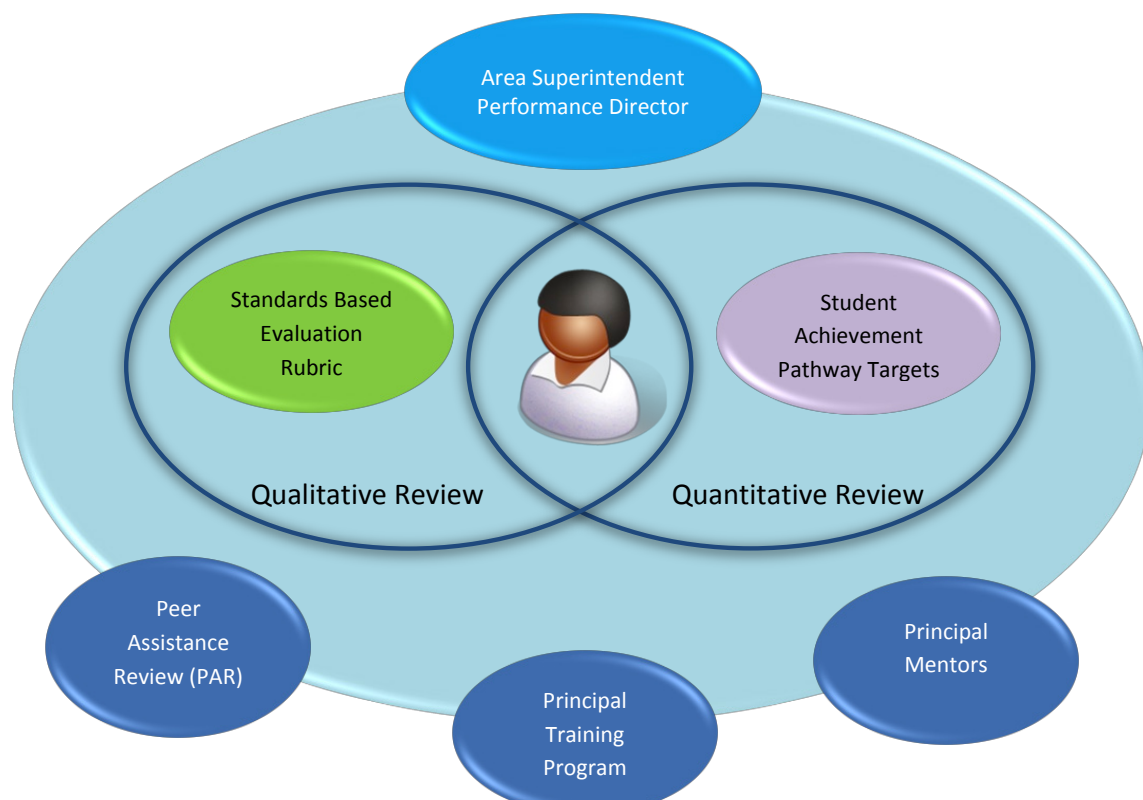 Area Superintendent
Performance Director
Standards Based
Evaluation
Rubric
Student
Achievement
Pathway Targets
Qualitative Review
Quantitative Review
Peer
Assistance
Review (PAR)
Principal
Training
Program
Principal
Mentors